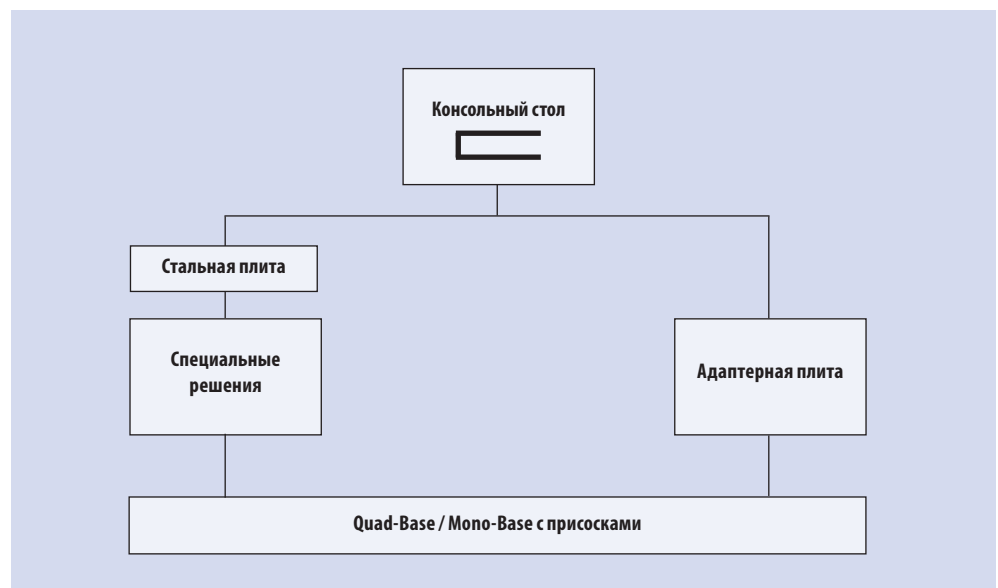 Консольный стол
Стальная плита
Специальные
решения
Адаптерная плита
Quad-Base / Mono-Base с присосками